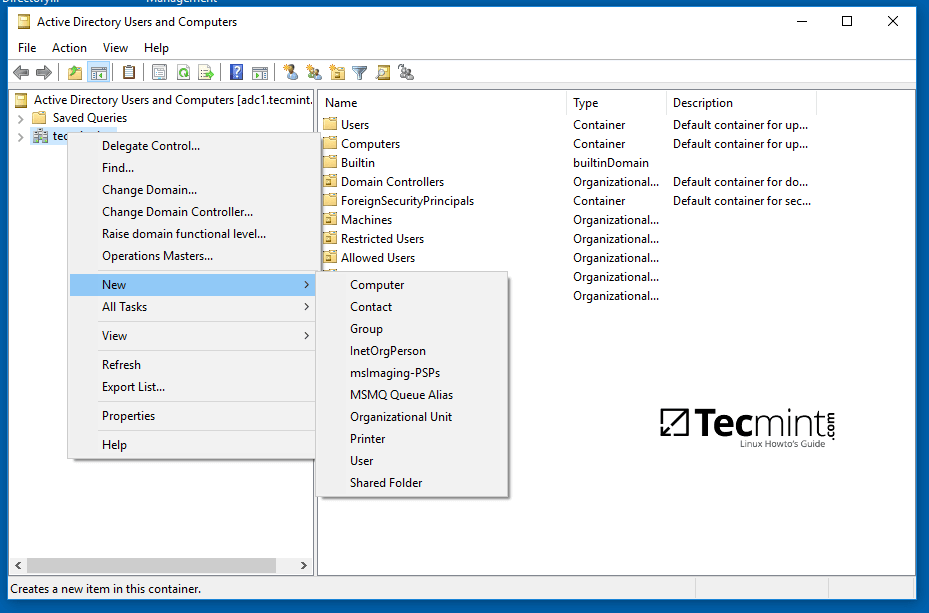 Directory... Management
Active Directory Users and Computers
File Action View Help
Active Directory Users and Computers [adc1.tecmint.
Saved Queries
Name Type Description
Users Container Default container for up...
Computers Container Default container for up...
Builtin builtinDomain
Domain Controllers Organizational... Default container for do...
ForeignSecurityPrincipals Container Default container for sec...
Machines Organizational...
Restricted Users Organizational...
Allowed Users Organizational...
Organizational...
Organizational...
Delegate Control...
Find...
Change Domain...
Change Domain Controller...
Raise domain functional level...
Operations Masters...
New
All Tasks
View
Refresh
Export List...
Properties
Help
Computer
Contact
Group
InetOrgPerson
msImaging-PSPs
MSMQ Queue Alias
Organizational Unit
Printer
User
Shared Folder
Tecmint.com
Linux Howto's Guide
Creates a new item in this container.